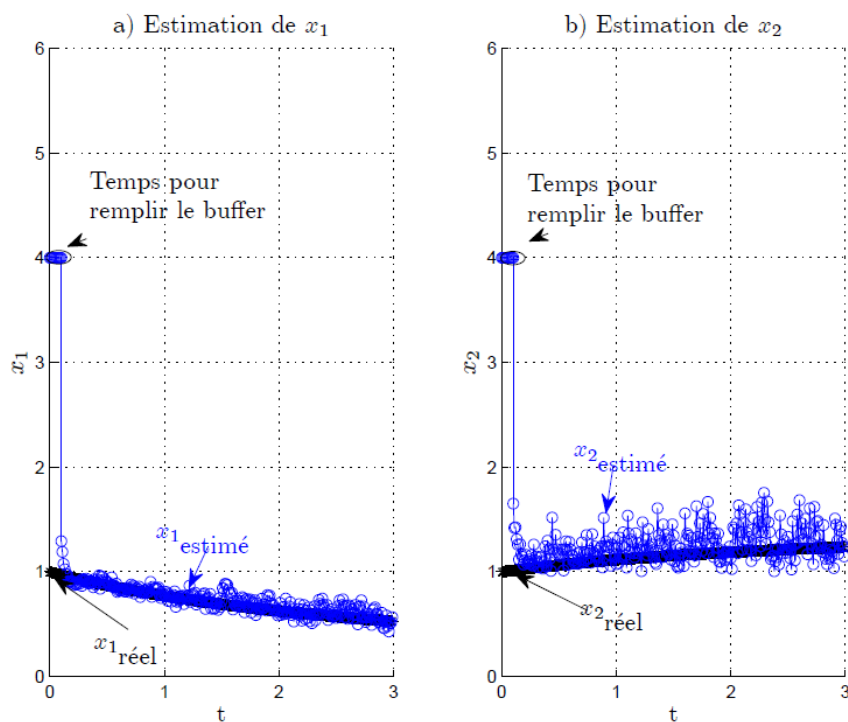 a) Estimation de x₁
6
5
4
3
2
1
0
0
1
2
3
x₁
t
Temps pour
remplir le buffer
x₁estimé
x₁réel
b) Estimation de x₂
6
5
4
3
2
1
0
0
1
2
3
x₂
t
Temps pour
remplir le buffer
x₂estimé
x₂réel